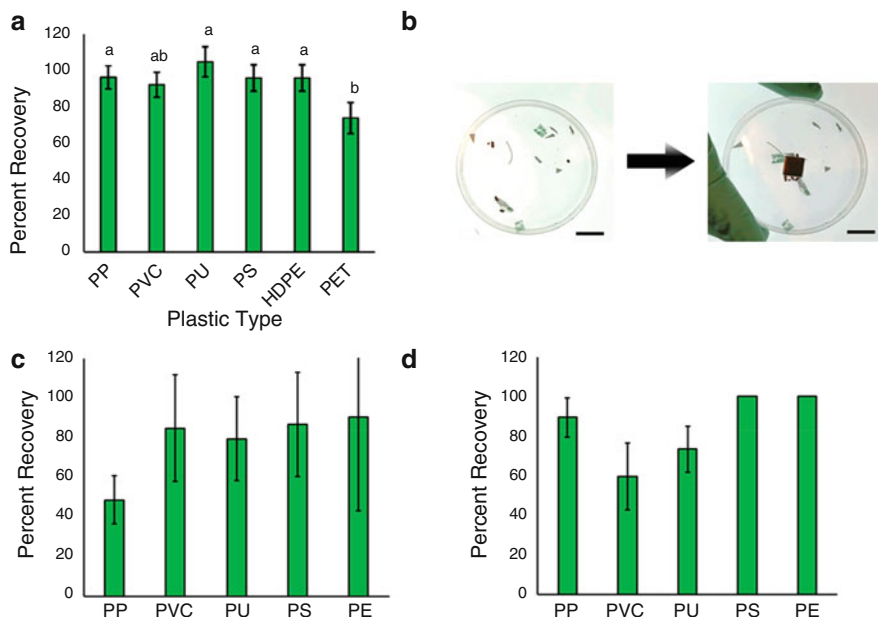 a
Percent Recovery
120
100
80
60
40
20
0
a
ab
a
a
a
b
PP
PVC
PU
PS
HDPE
PET
Plastic Type
b
c
Percent Recovery
120
100
80
60
40
20
0
PP
PVC
PU
PS
PE
d
Percent Recovery
120
100
80
60
40
20
0
PP
PVC
PU
PS
PE